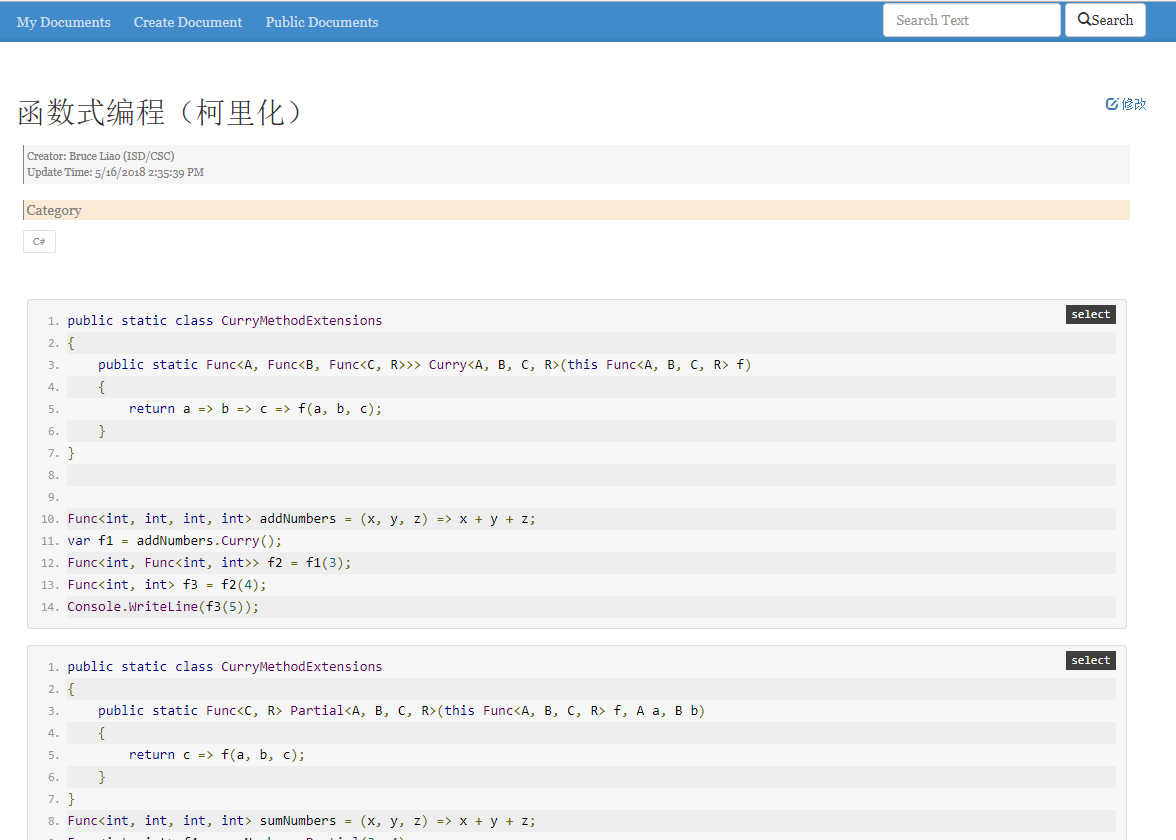 My Documents Create Document Public Documents Search Text Search
函数式编程（柯里化） 修改
Creator: Bruce Liao (ISD/CSC)
Update Time: 5/16/2018 2:35:39 PM
Category
C#
select
1. public static class CurryMethodExtensions
2. {
3. public static Func<A, Func<B, Func<C, R>>> Curry<A, B, C, R>(this Func<A, B, C, R> f)
4. {
5. return a => b => c => f(a, b, c);
6. }
7. }
8.
9.
10. Func<int, int, int, int> addNumbers = (x, y, z) => x + y + z;
11. var f1 = addNumbers.Curry();
12. Func<int, Func<int, int>> f2 = f1(3);
13. Func<int, int> f3 = f2(4);
14. Console.WriteLine(f3(5));
select
1. public static class CurryMethodExtensions
2. {
3. public static Func<C, R> Partial<A, B, C, R>(this Func<A, B, C, R> f, A a, B b)
4. {
5. return c => f(a, b, c);
6. }
7. }
8. Func<int, int, int, int> sumNumbers = (x, y, z) => x + y + z;